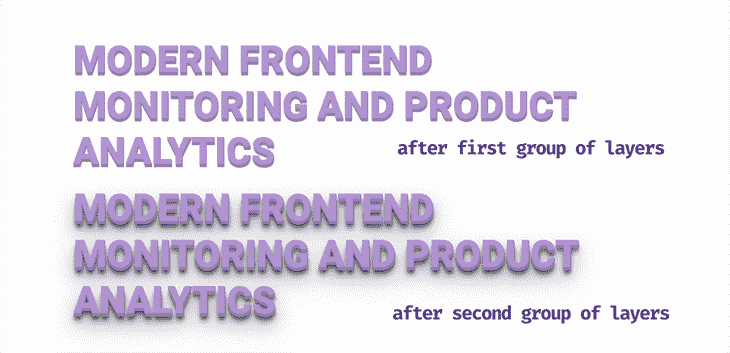 MODERN FRONTEND
MONITORING AND PRODUCT
ANALYTICS
after first group of layers
MODERN FRONTEND
MONITORING AND PRODUCT
ANALYTICS
after second group of layers